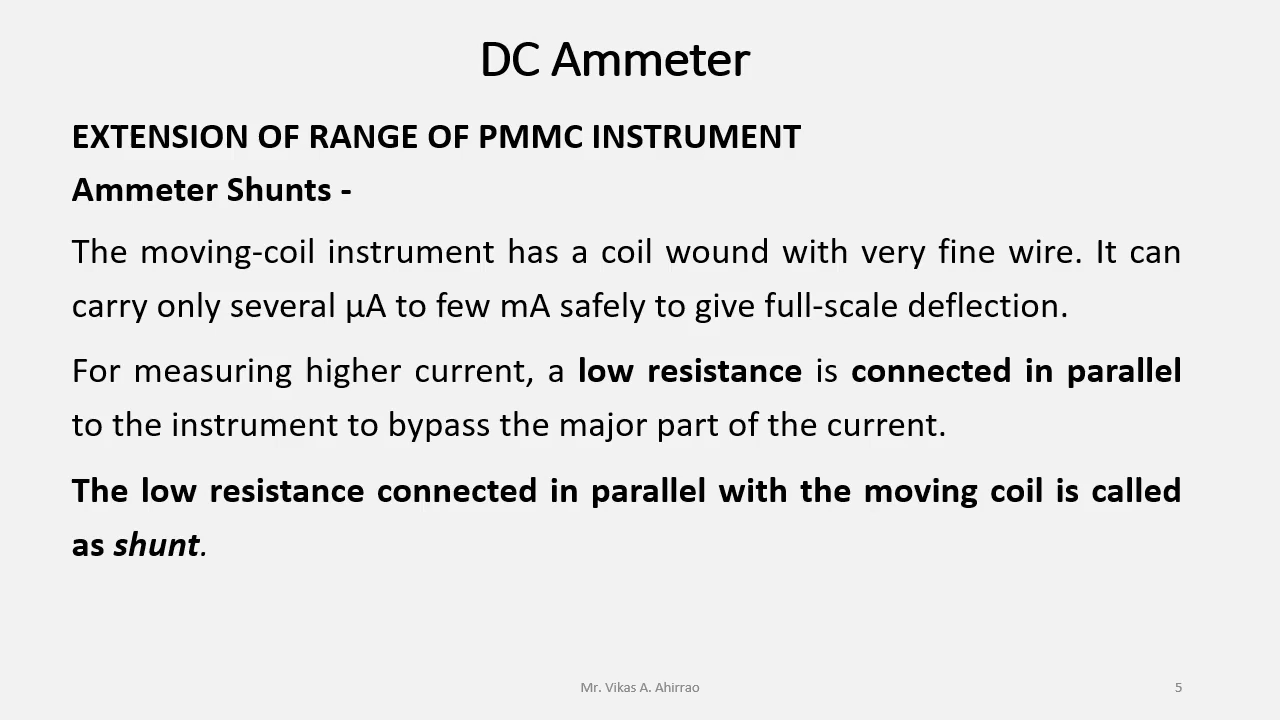 DC Ammeter
EXTENSION OF RANGE OF PMMC INSTRUMENT
Ammeter Shunts -
The moving-coil instrument has a coil wound with very fine wire. It can
carry only several µA to few mA safely to give full-scale deflection.
For measuring higher current, a low resistance is connected in parallel
to the instrument to bypass the major part of the current.
The low resistance connected in parallel with the moving coil is called
as shunt.
Mr. Vikas A. Ahirrao
5